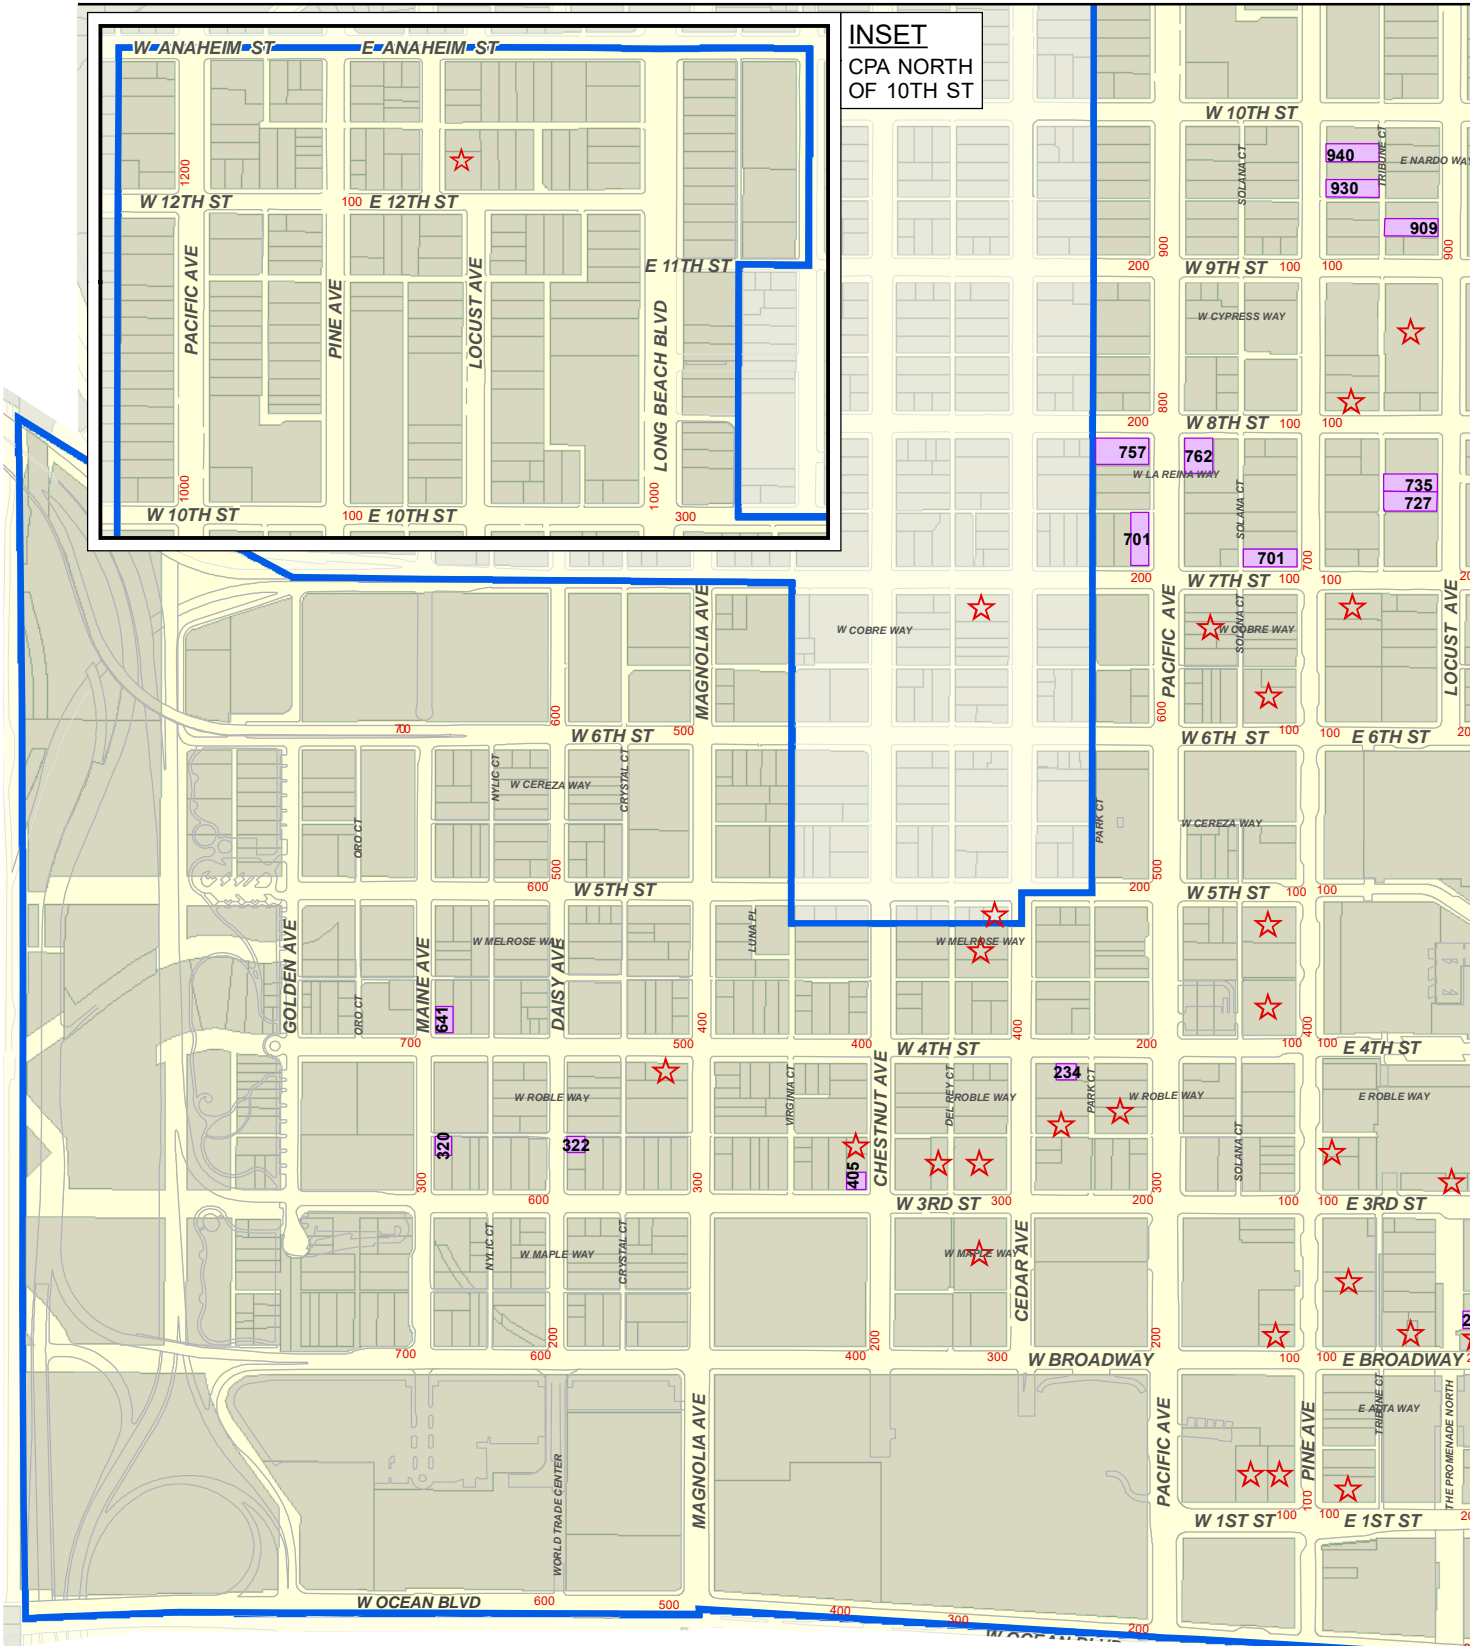 INSET
CPA NORTH
OF 10TH ST
W ANAHEIM ST
E ANAHEIM ST
1200
W 12TH ST
100
E 12TH ST
PACIFIC AVE
PINE AVE
LOCUST AVE
E 11TH ST
LONG BEACH BLVD
1000
1000
W 10TH ST
100
E 10TH ST
300
W 10TH ST
SOLANA CT
940
TRIBUNE CT
E NARDO WAY
930
909
900
900
200
W 9TH ST
100
100
W CYPRESS WAY
800
200
W 8TH ST
100
100
757
762
W LA REINA WAY
SOLANA CT
735
727
701
701
700
200
W 7TH ST
100
100
20
MAGNOLIA AVE
W COBRE WAY
PACIFIC AVE
SOLANA CT
W COBRE WAY
LOCUST AVE
600
600
700
W 6TH ST
500
W 6TH ST
100
100
E 6TH ST
20
NYLIC CT
W CEREZA WAY
CRYSTAL CT
ORO CT
PARK CT
W CEREZA WAY
500
500
600
W 5TH ST
200
W 5TH ST
100
100
GOLDEN AVE
MAINE AVE
W MELROSE WAY
DAISY AVE
LUNA PL
W MELROSE WAY
ORO CT
641
400
400
400
700
500
400
W 4TH ST
200
100
100
E 4TH ST
CHESTNUT AVE
234
W ROBLE WAY
VIRGINIA CT
DEL REY CT
ROBLE WAY
PARK CT
W ROBLE WAY
E ROBLE WAY
320
322
405
SOLANA CT
300
300
300
600
W 3RD ST
300
200
100
100
E 3RD ST
NYLIC CT
W MAPLE WAY
CRYSTAL CT
W MAPLE WAY
CEDAR AVE
2
200
200
200
700
600
400
300
W BROADWAY
100
100
E BROADWAY
2
MAGNOLIA AVE
PACIFIC AVE
PINE AVE
TRIBUNE CT
E ALTA WAY
THE PROMENADE NORTH
WORLD TRADE CENTER
100
W 1ST ST
100
100
E 1ST ST
20
W OCEAN BLVD
600
500
400
300
200
W OCEAN BLVD